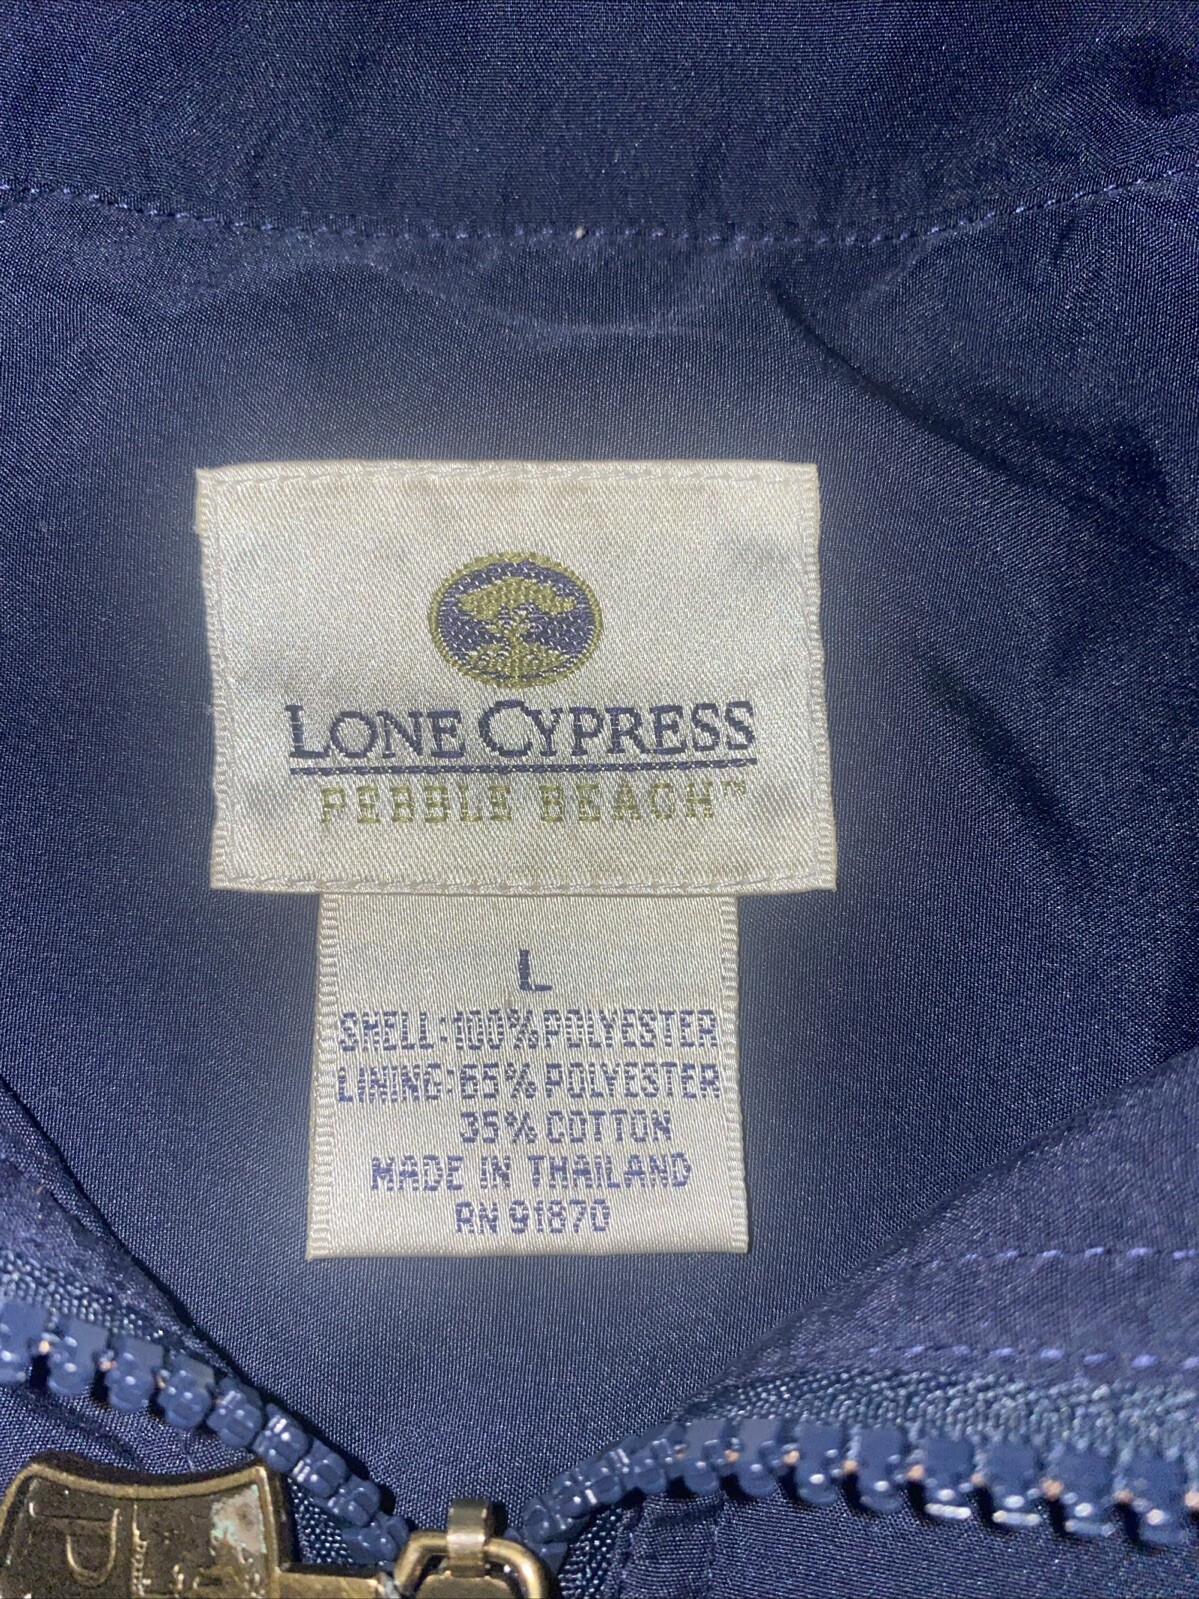 LONE CYPRESS
PEBBLE BEACH™
L
SHELL:100%POLYESTER
LINING:65%POLYESTER
35%COTTON
MADE IN THAILAND
RN 91870